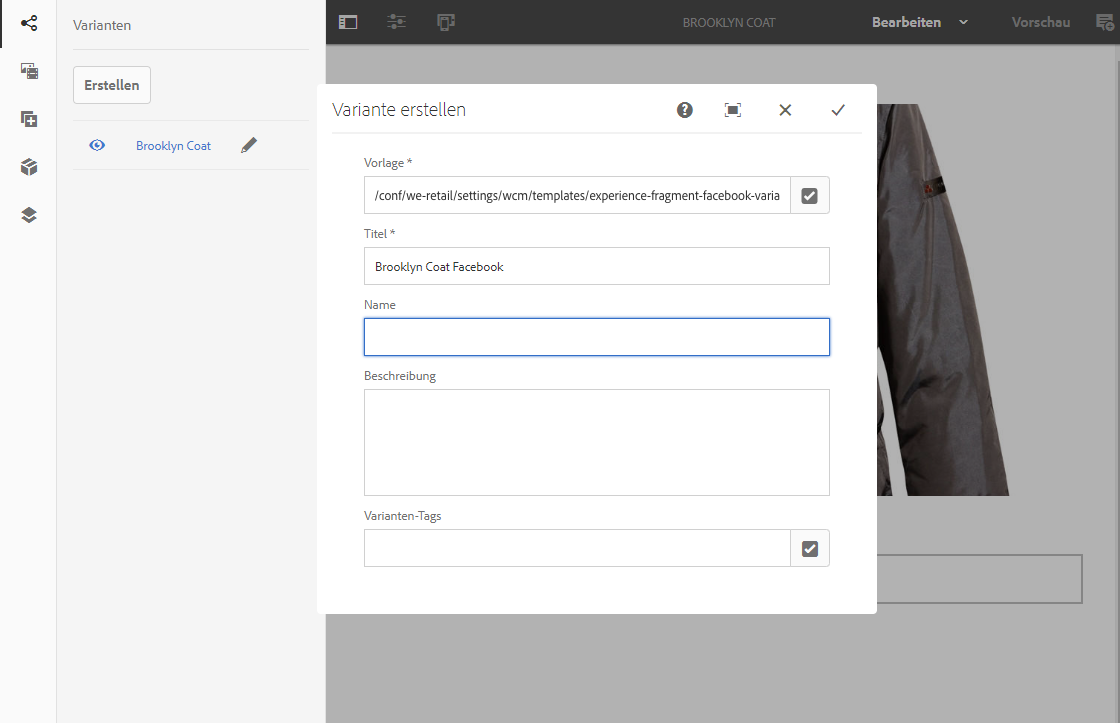 Varianten
Erstellen
Brooklyn Coat
BROOKLYN COAT
Bearbeiten
Vorschau
Variante erstellen
Vorlage *
/conf/we-retail/settings/wcm/templates/experience-fragment-facebook-varia
Titel *
Brooklyn Coat Facebook
Name
Beschreibung
Varianten-Tags